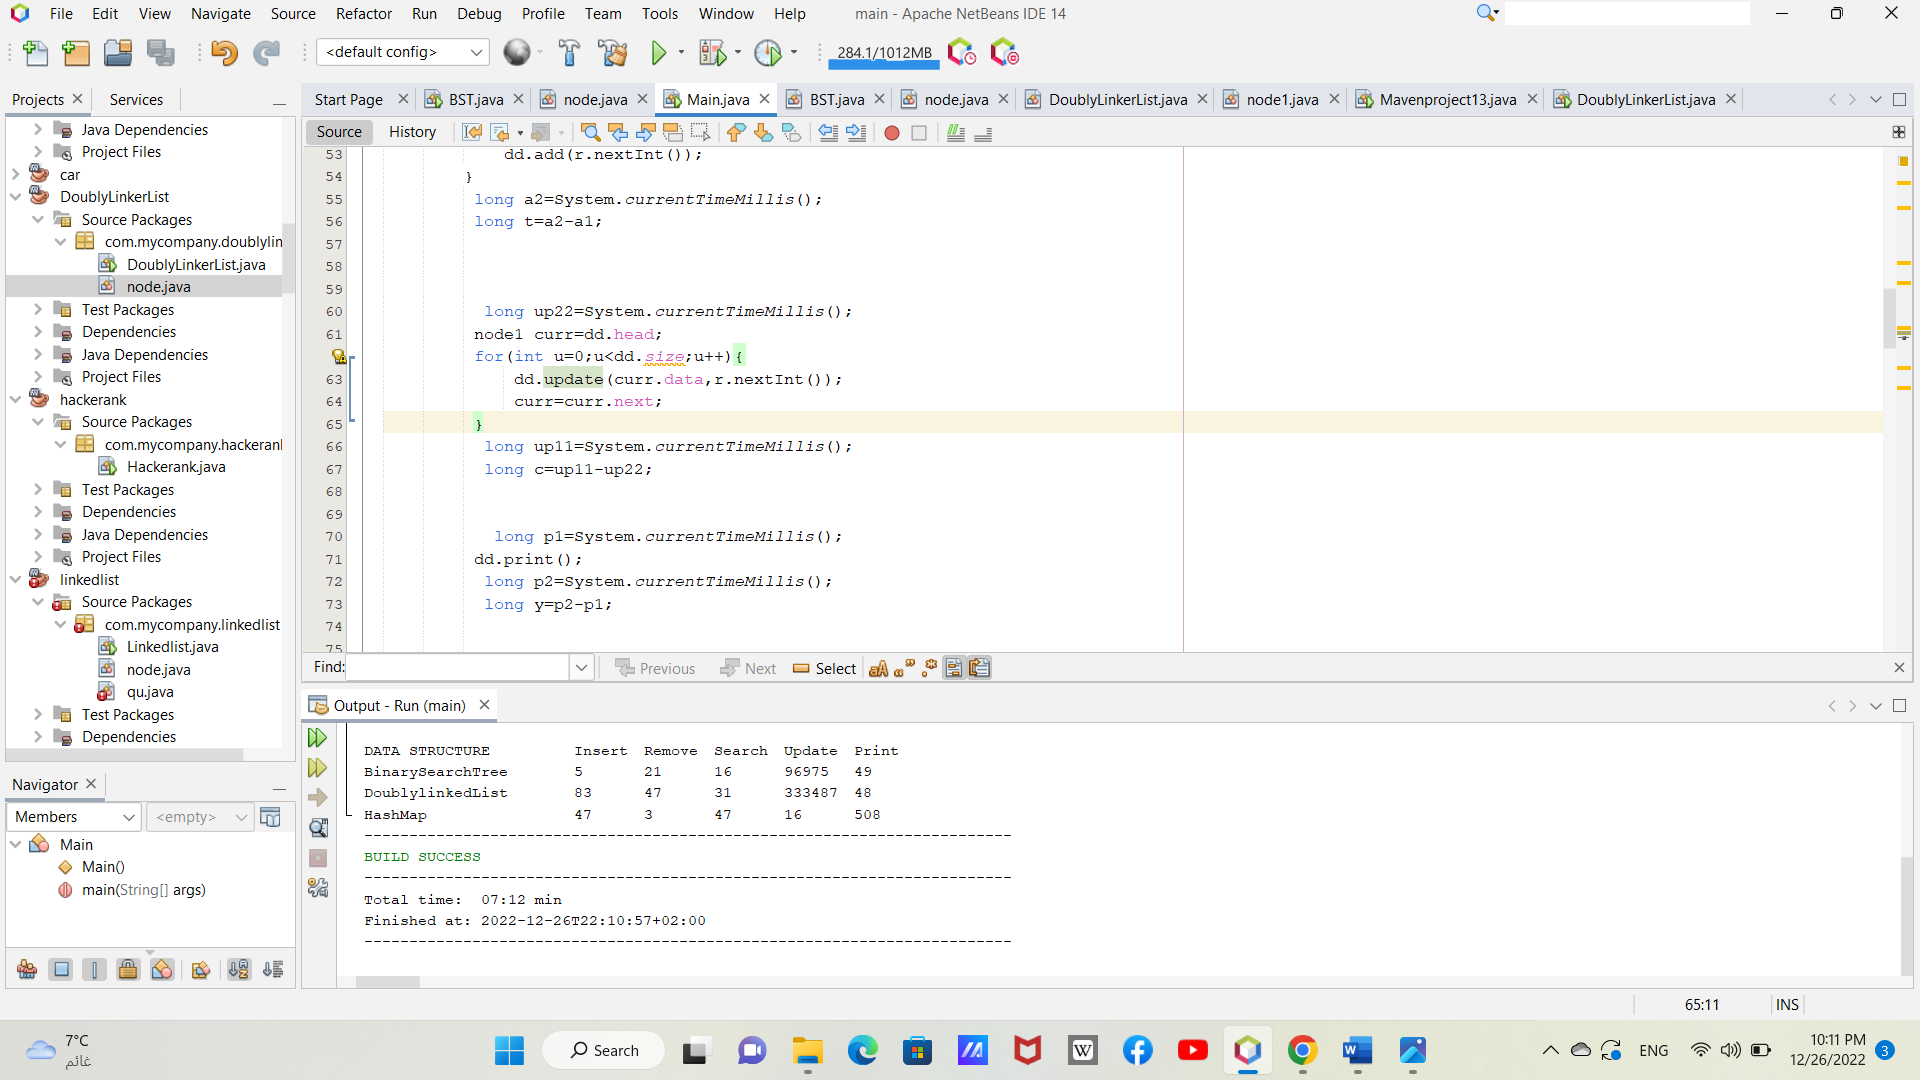 File Edit View Navigate Source Refactor Run Debug Profile Team Tools Window Help main - Apache NetBeans IDE 14
<default config> 284.1/1012MB
Projects Services
Start Page BST.java node.java Main.java BST.java node.java DoublyLinkerList.java node1.java Mavenproject13.java DoublyLinkerList.java
Source History
Java Dependencies
Project Files
car
DoublyLinkerList
Source Packages
com.mycompany.doublylin
DoublyLinkerList.java
node.java
Test Packages
Dependencies
Java Dependencies
Project Files
hackerank
Source Packages
com.mycompany.hackeran
Hackerank.java
Test Packages
Dependencies
Java Dependencies
Project Files
linkedlist
Source Packages
com.mycompany.linkedlist
Linkedlist.java
node.java
qu.java
Test Packages
Dependencies
53 dd.add(r.nextInt());
54 }
55 long a2=System.currentTimeMillis();
56 long t=a2-a1;
57
58
59
60 long up22=System.currentTimeMillis();
61 node1 curr=dd.head;
for(int u=0;u<dd.size;u++){
63 dd.update(curr.data,r.nextInt());
64 curr=curr.next;
65 }
66 long up11=System.currentTimeMillis();
67 long c=up11-up22;
68
69
70 long p1=System.currentTimeMillis();
71 dd.print();
72 long p2=System.currentTimeMillis();
73 long y=p2-p1;
74
75
Find: Previous Next Select
Output - Run (main)
DATA STRUCTURE Insert Remove Search Update Print
BinarySearchTree 5 21 16 96975 49
DoublylinkedList 83 47 31 333487 48
HashMap 47 3 47 16 508
------------------------------------------------------------------------
BUILD SUCCESS
------------------------------------------------------------------------
Total time: 07:12 min
Finished at: 2022-12-26T22:10:57+02:00
------------------------------------------------------------------------
Navigator
Members <empty>
Main
Main()
main(String[] args)
65:11 INS
7°C
غائم
Search
ENG
10:11 PM
12/26/2022
3